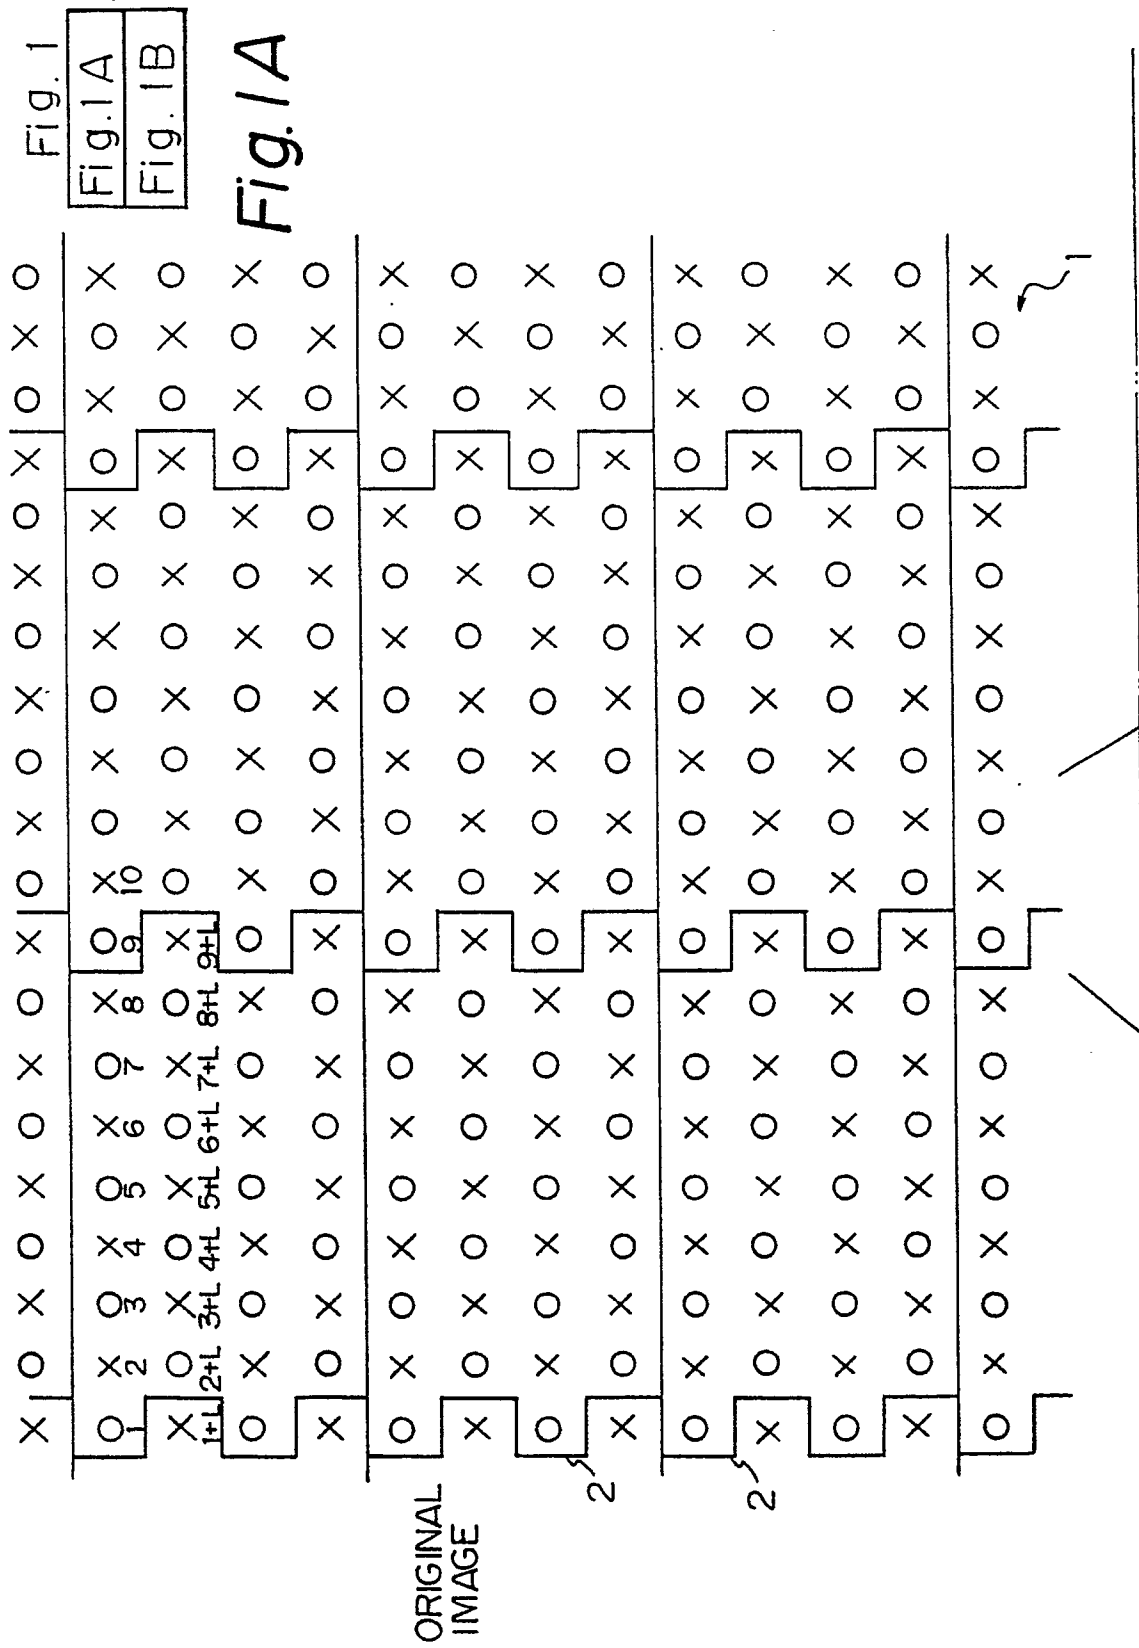 Fig. 1
Fig.1A
Fig. 1B
Fig.1A
X O X O X O X O X O X O X O X O X O X O
O X O X O X O X O X O X O X O X O X O X
1 2 3 4 5 6 7 8 9 10
X O X O X O X O X O X O X O X O X O X O
1+L 2+L 3+L 4+L 5+L 6+L 7+L 8+L 9+L
O X O X O X O X O X O X O X O X O X O X
X O X O X O X O X O X O X O X O X O X O
ORIGINAL
IMAGE
O X O X O X O X O X O X O X O X O X O X
X O X O X O X O X O X O X O X O X O X O
O X O X O X O X O X O X O X O X O X O X
2
X O X O X O X O X O X O X O X O X O X O
O X O X O X O X O X O X O X O X O X O X
2
X O X O X O X O X O X O X O X O X O X O
O X O X O X O X O X O X O X O X O X O X
X O X O X O X O X O X O X O X O X O X O
O X O X O X O X O X O X O X O X O X O X
1